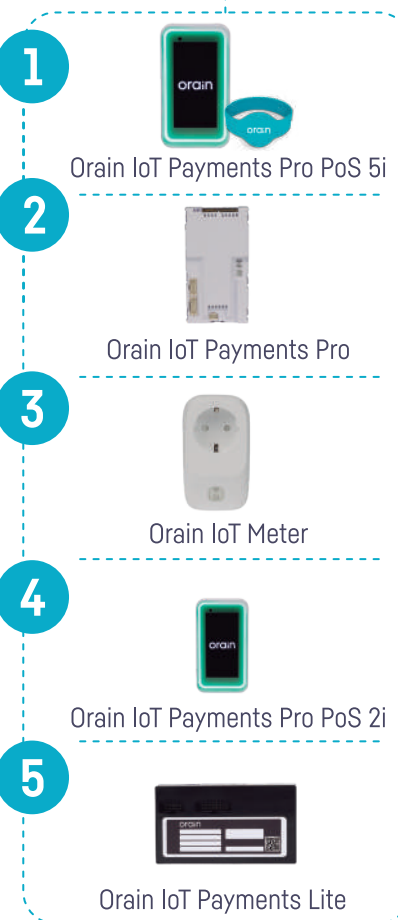 1
orain
orain
Orain IoT Payments Pro PoS 5i
2
Orain IoT Payments Pro
3
Orain IoT Meter
4
orain
Orain IoT Payments Pro PoS 2i
5
orain
Orain IoT Payments Lite